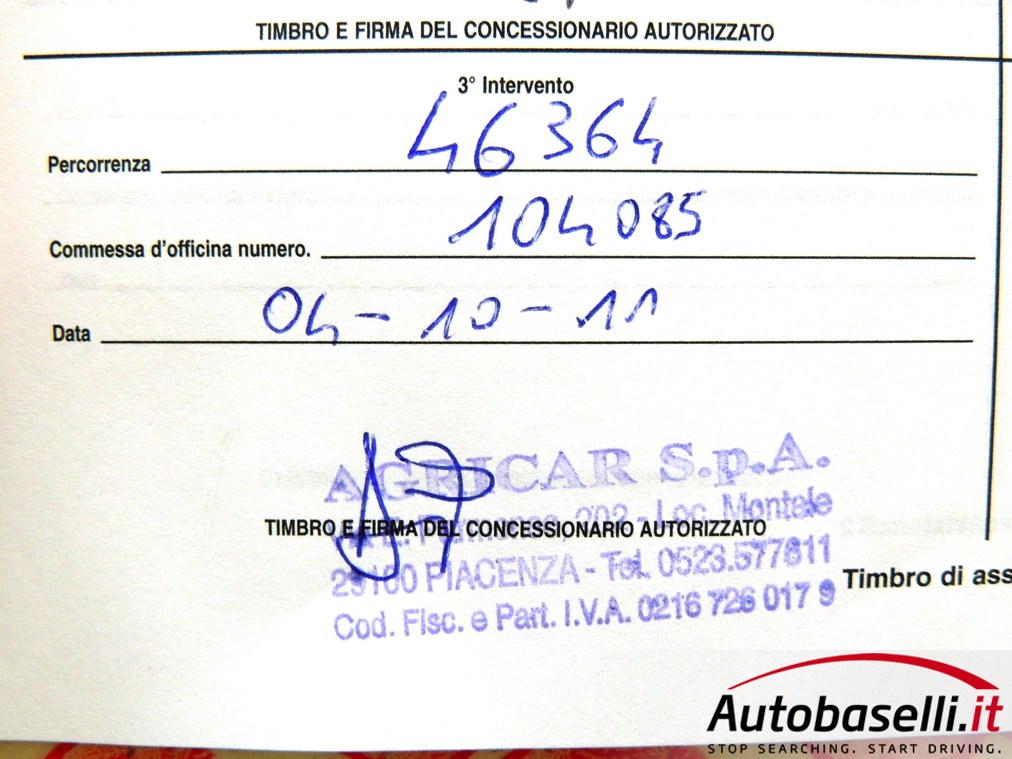 TIMBRO E FIRMA DEL CONCESSIONARIO AUTORIZZATO
3° Intervento
Percorrenza 46364
Commessa d'officina numero. 104085
Data 04-10-11
AGRICAR S.p.A.
202 - Loc. Montale
TIMBRO E FIRMA DEL CONCESSIONARIO AUTORIZZATO
29100 PIACENZA - Tel. 0523.577811
Timbro di ass
Cod. Fisc. e Part. I.V.A. 0216 726 017 9
Autobaselli.it
STOP SEARCHING. START DRIVING.